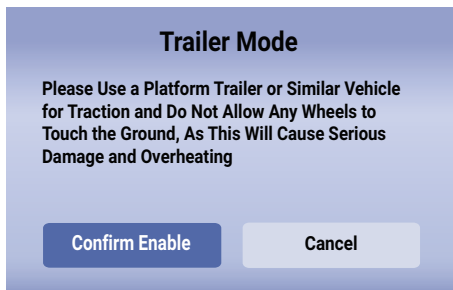 Trailer Mode
Please Use a Platform Trailer or Similar Vehicle
for Traction and Do Not Allow Any Wheels to
Touch the Ground, As This Will Cause Serious
Damage and Overheating
Confirm Enable
Cancel